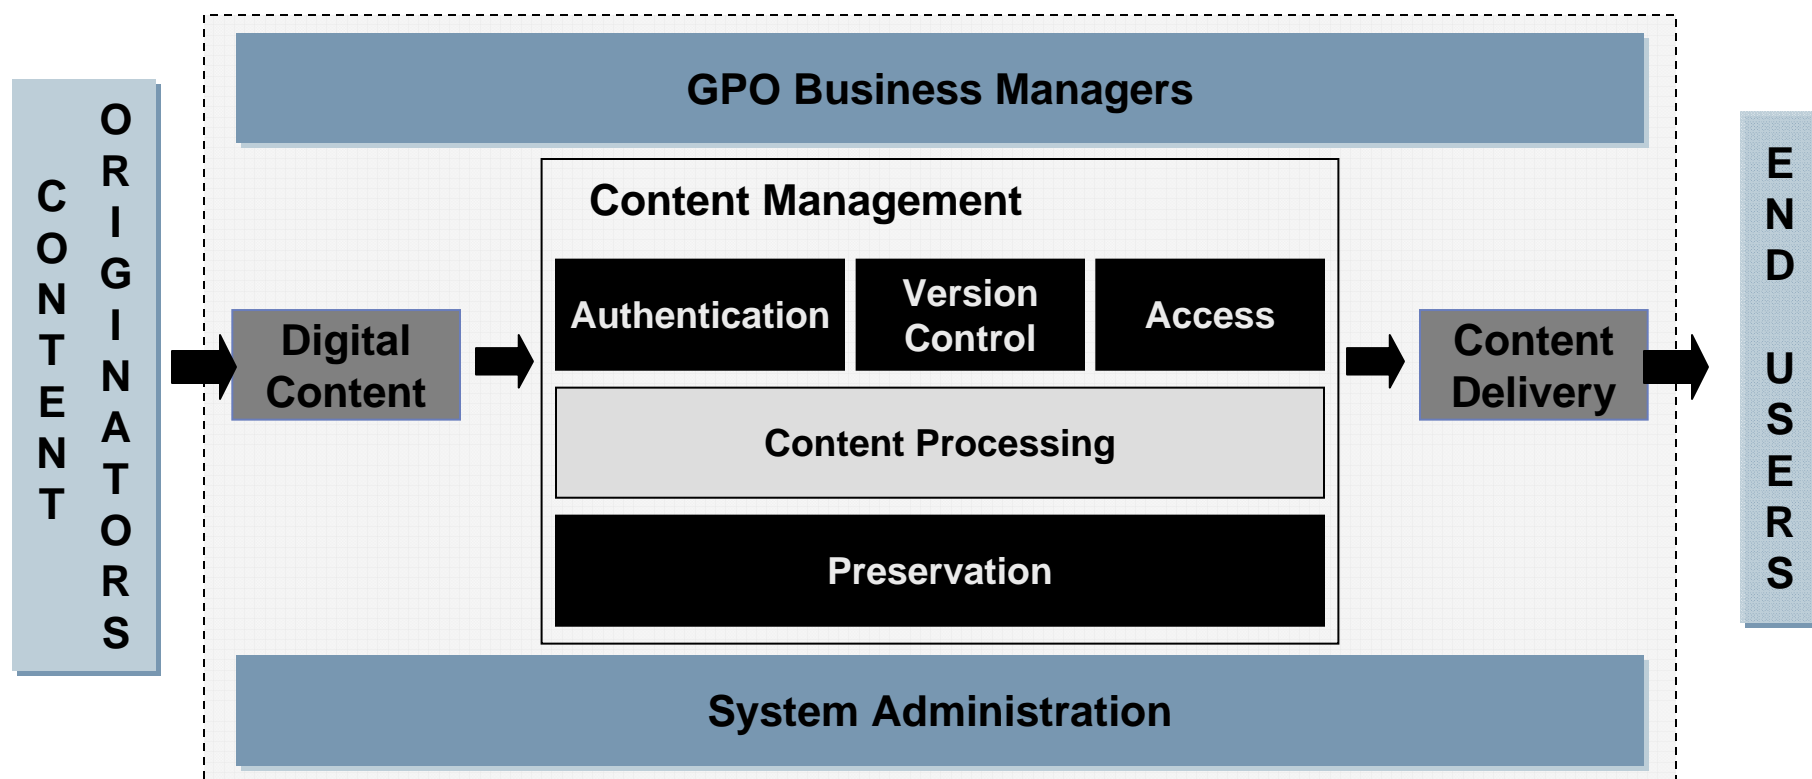 GPO Business Managers
CONTENT
ORIGINATORS
Content Management
Authentication
Version
Control
Access
Digital
Content
Content Processing
Preservation
Content
Delivery
END USERS
System Administration